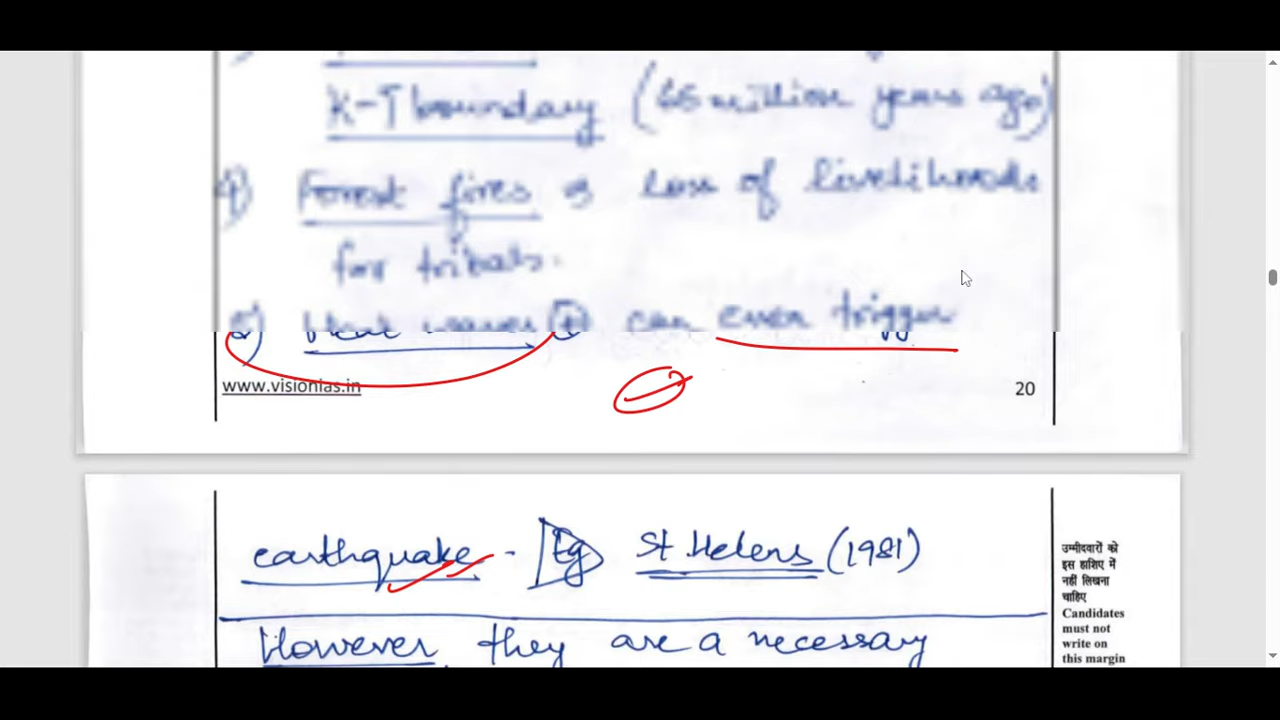 K-T boundary (66 million years ago)
4) Forest fires & loss of livelihoods
for tribals.
5) Heat waves can even trigger
www.visionias.in
20
earthquake - Eg St Helens (1981)
However, they are a necessary
उम्मीदवारों को
इस हाशिए में
नहीं लिखना
चाहिए
Candidates
must not
write on
this margin